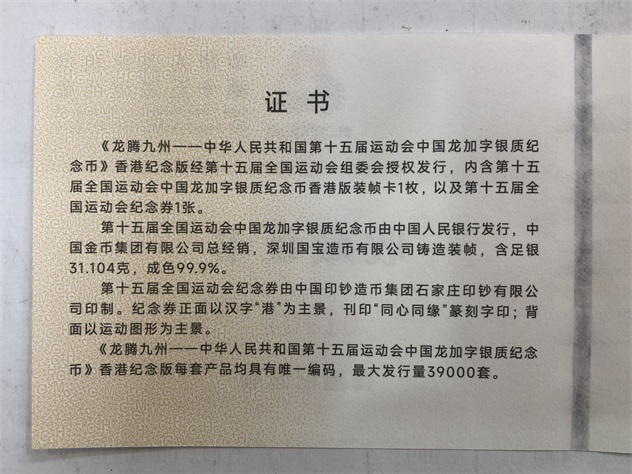 证书
《龙腾九州——中华人民共和国第十五届运动会中国龙加字银质纪
念币》香港纪念版经第十五届全国运动会组委会授权发行，内含第十五
届全国运动会中国龙加字银质纪念币香港版装帧卡1枚，以及第十五届全
国运动会纪念券1张。
第十五届全国运动会中国龙加字银质纪念币由中国人民银行发行，中
国金币集团有限公司总经销，深圳国宝造币有限公司铸造装帧，含足银
31.104克，成色99.9%。
第十五届全国运动会纪念券由中国印钞造币集团石家庄印钞有限公
司印制。纪念券正面以汉字“港”为主景，刊印“同心同缘”篆刻字印；背
面以运动图形为主景。
《龙腾九州——中华人民共和国第十五届运动会中国龙加字银质纪念
币》香港纪念版每套产品均具有唯一编码，最大发行量39000套。